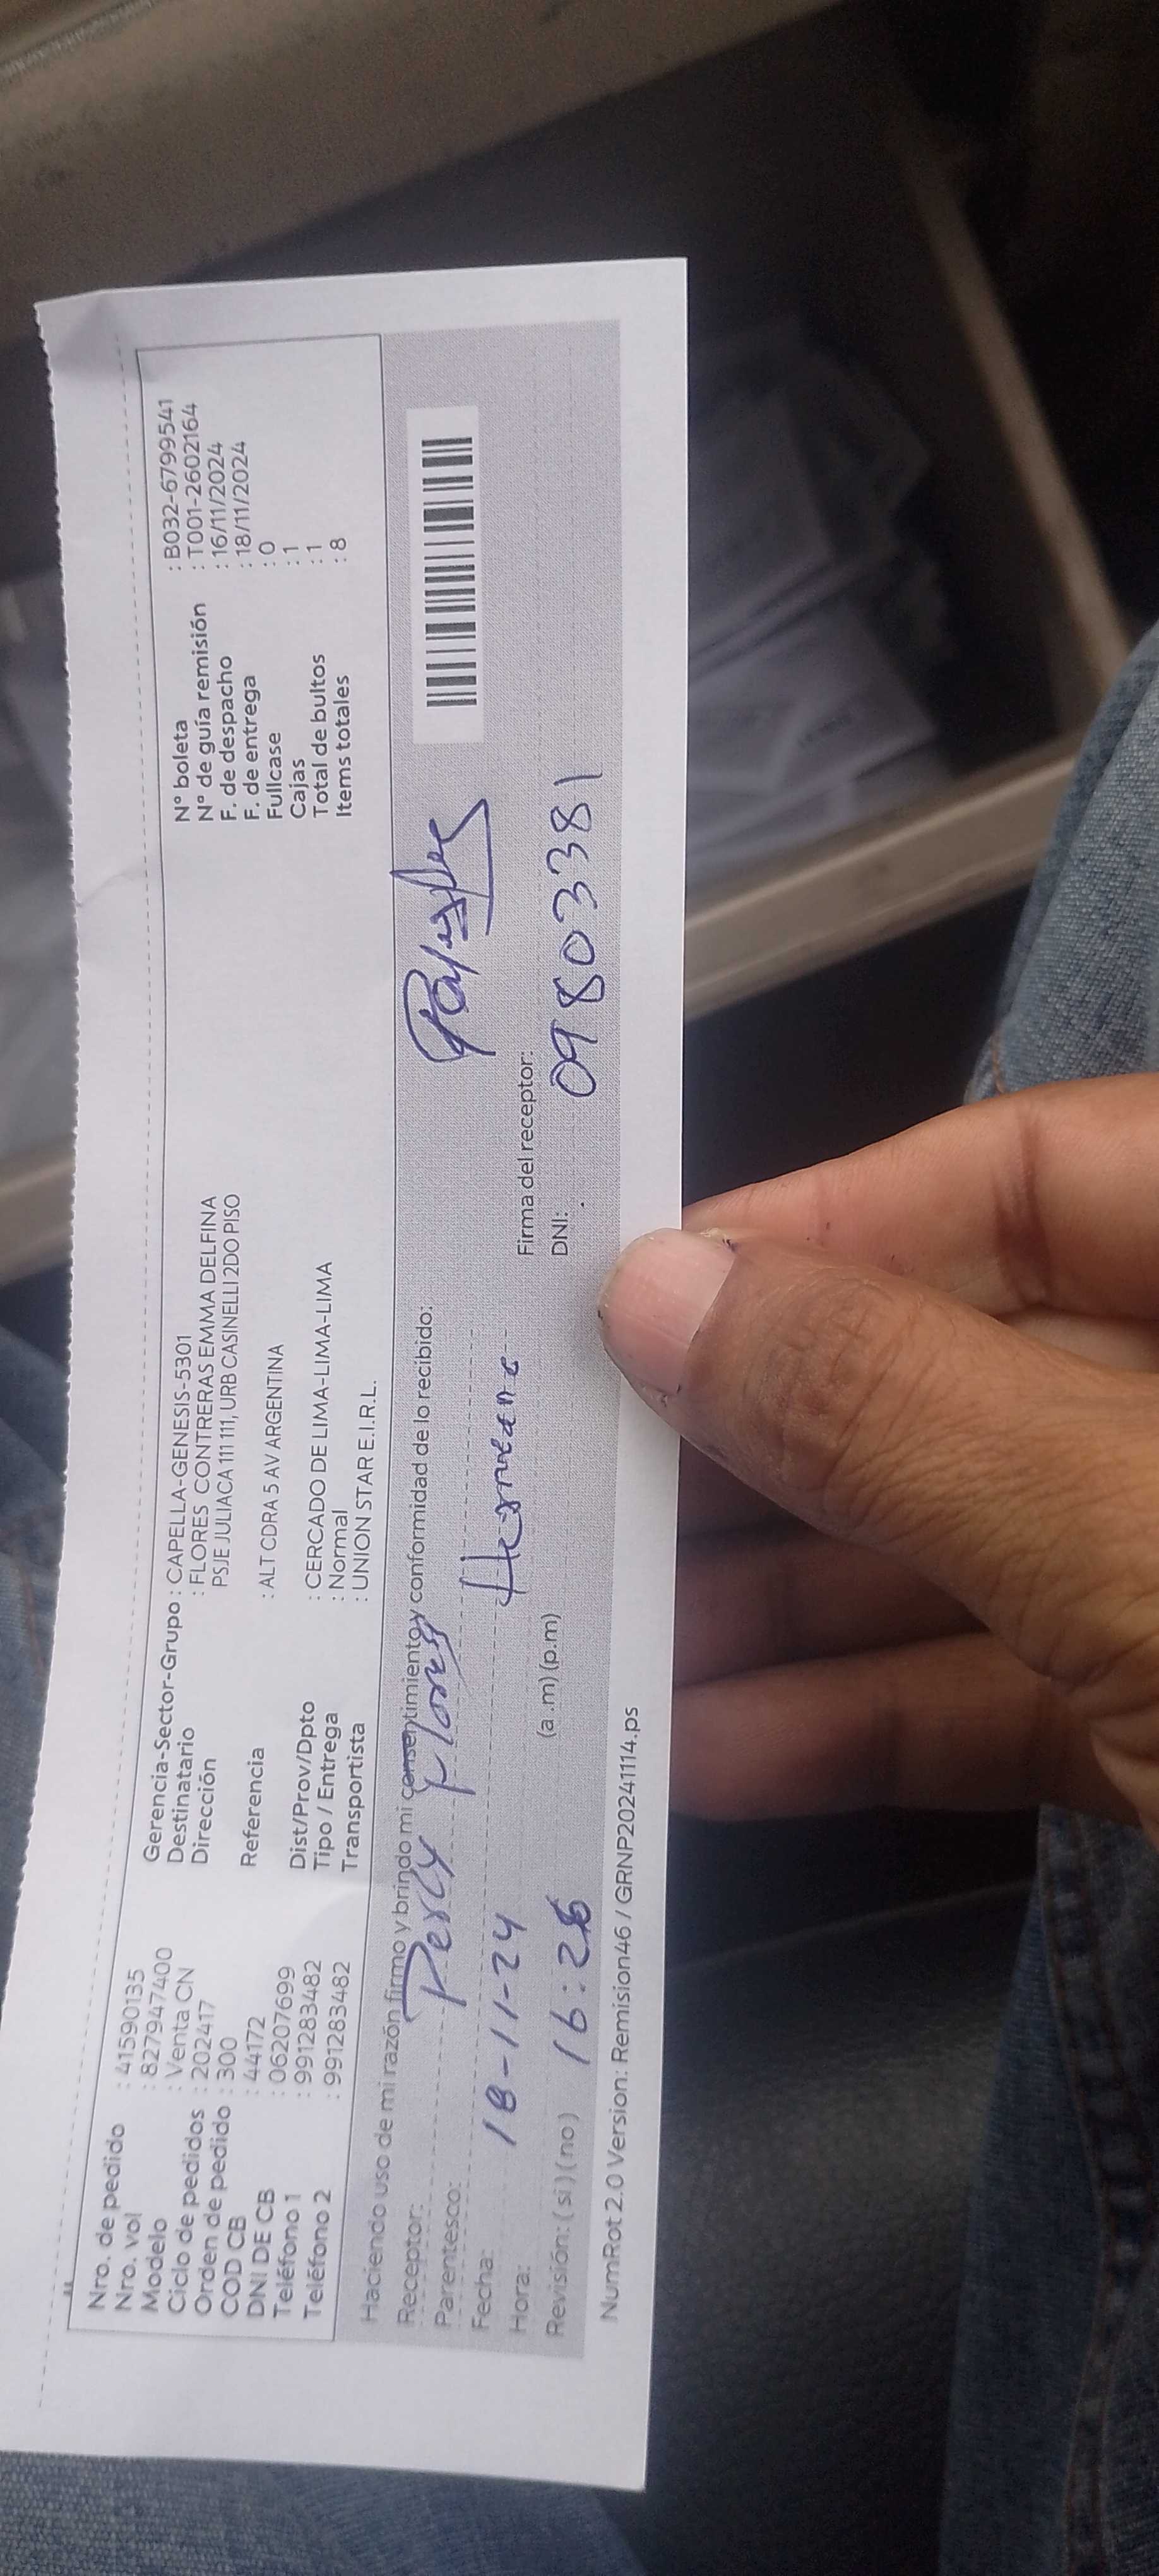 Nro. de pedido : 41590135
Nro. vol : 827947400
Modelo : Venta CN
Ciclo de pedidos : 202417
Orden de pedido : 300
COD CB : 44172
DNI DE CB : 06207699
Teléfono 1 : 991283482
Teléfono 2 : 991283482
Gerencia-Sector-Grupo : CAPELLA-GENESIS-5301
Destinatario : FLORES CONTRERAS EMMA DELFINA
Dirección PSJE JULIACA 111 111, URB CASINELLI 2DO PISO
Referencia : ALT CDRA 5 AV ARGENTINA
Dist/Prov/Dpto : CERCADO DE LIMA-LIMA-LIMA
Tipo / Entrega : Normal
Transportista : UNION STAR E.I.R.L.
N° boleta : B032-6799541
N° de guía remisión : T001-2602164
F. de despacho : 16/11/2024
F. de entrega : 18/11/2024
Fullcase : 0
Cajas : 1
Total de bultos : 1
Items totales : 8
Haciendo uso de mi razón firmo y brindo mi consentimiento y conformidad de lo recibido:
Receptor: Percy Flores
Parentesco: Hermano
Fecha: 18-11-24
Hora: 16:26 (a.m) (p.m)
Revisión: (si) (no)
Firma del receptor:
DNI: 09803381
NumRot 2.0 Version: Remision46 / GRNP20241114.ps